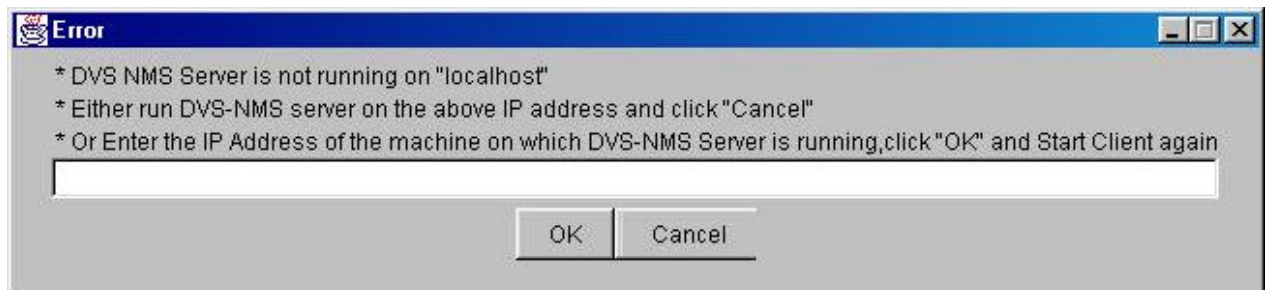 Error
* DVS NMS Server is not running on "localhost"
* Either run DVS-NMS server on the above IP address and click "Cancel"
* Or Enter the IP Address of the machine on which DVS-NMS Server is running,click "OK" and Start Client again
OK Cancel